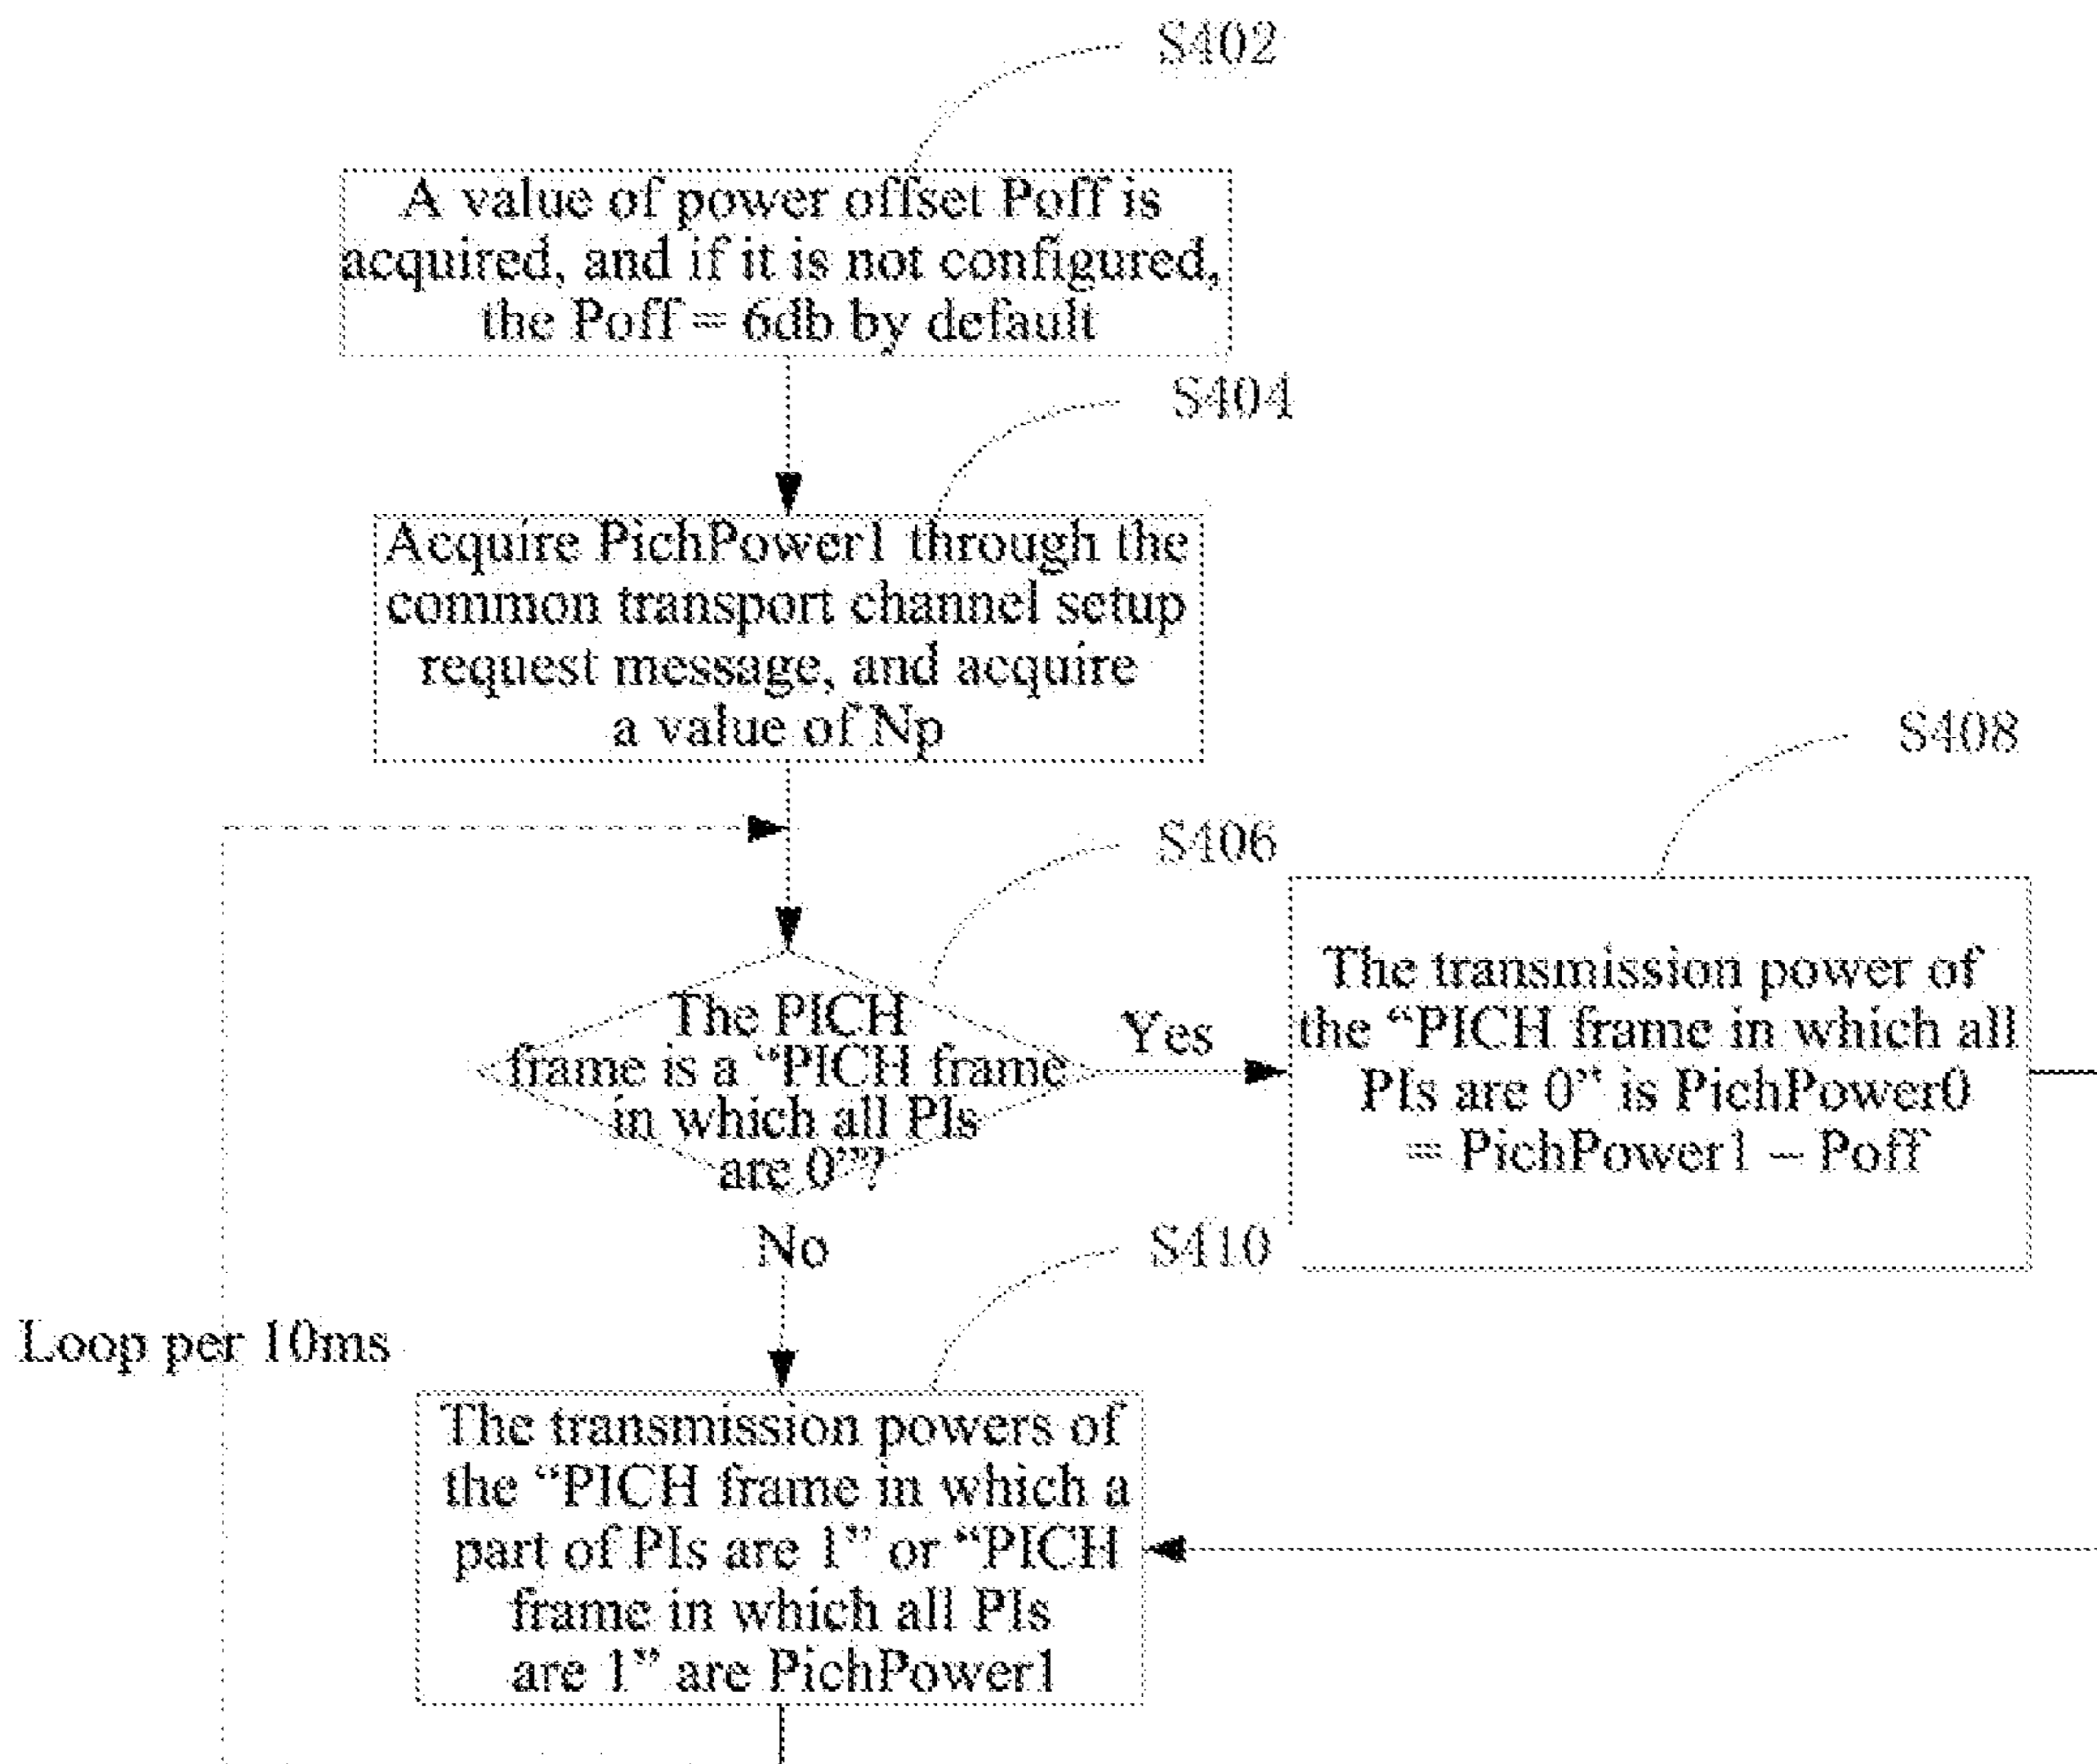 S402
A value of power offset Poff is
acquired, and if it is not configured,
the Poff = 6db by default
S404
Acquire PichPower1 through the
common transport channel setup
request message, and acquire
a value of Np
S408
S406
The PICH
frame is a “PICH frame
in which all PIs
are 0”?
Yes
The transmission power of
the “PICH frame in which all
PIs are 0” is PichPower0
= PichPower1 – Poff
No
S410
Loop per 10ms
The transmission powers of
the “PICH frame in which a
part of PIs are 1” or “PICH
frame in which all PIs
are 1” are PichPower1